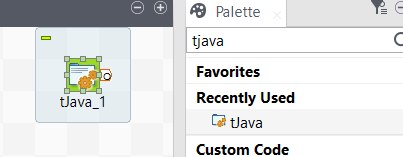 Palette
tjava
Favorites
Recently Used
tJava
Custom Code
tJava_1